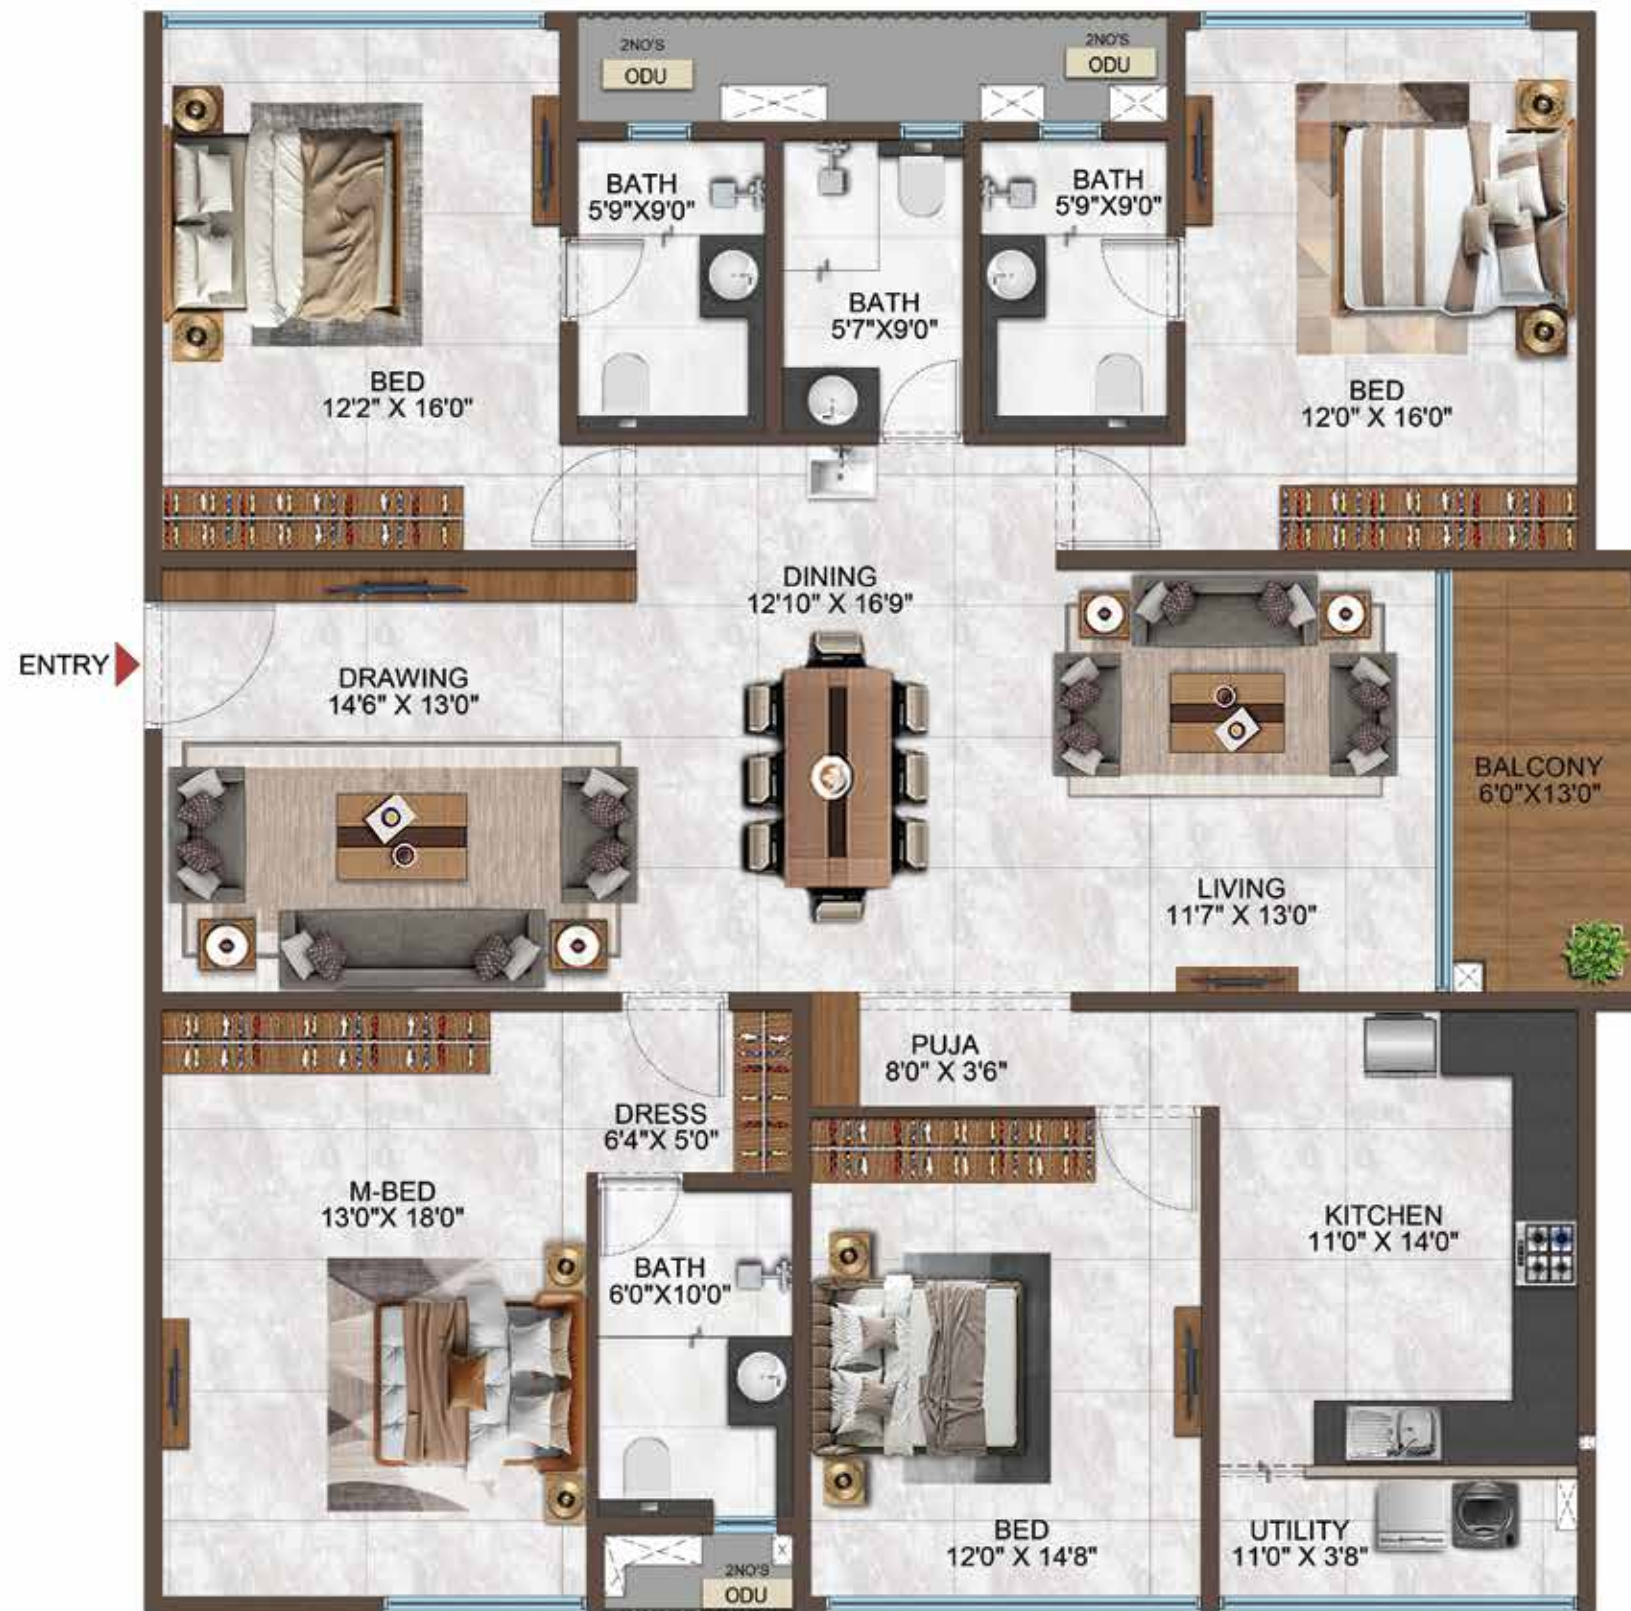 2NO'S
ODU
2NO'S
ODU
BATH
5'9"X9'0"
BATH
5'7"X9'0"
BATH
5'9"X9'0"
BED
12'2" X 16'0"
BED
12'0" X 16'0"
DINING
12'10" X 16'9"
ENTRY
DRAWING
14'6" X 13'0"
BALCONY
6'0"X13'0"
LIVING
11'7" X 13'0"
PUJA
8'0" X 3'6"
DRESS
6'4"X 5'0"
M-BED
13'0"X 18'0"
KITCHEN
11'0" X 14'0"
BATH
6'0"X10'0"
BED
12'0" X 14'8"
UTILITY
11'0" X 3'8"
2NO'S
ODU